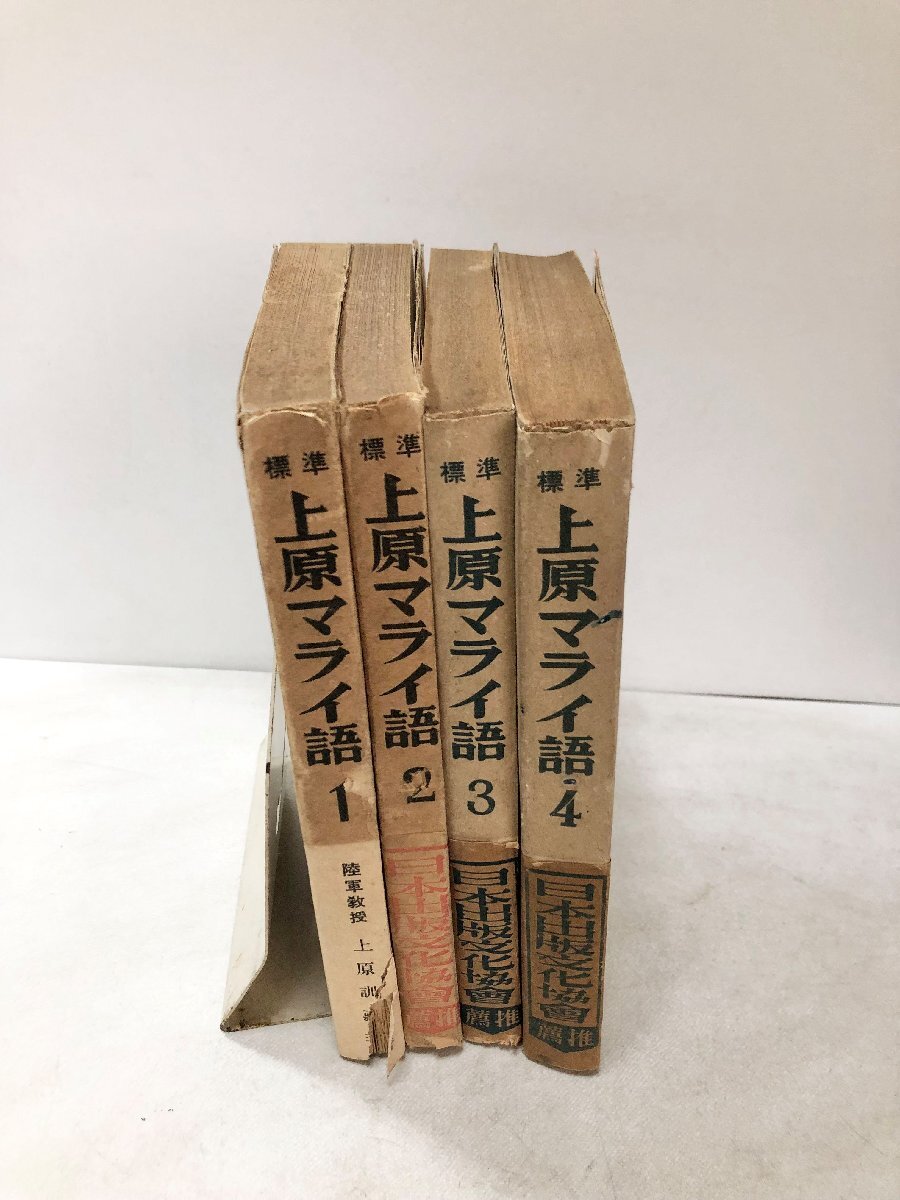 標準
上原マライ語
1
陸軍教授 上原訓
標準
上原マライ語
2
日本出版文化協會
推薦
標準
上原マライ語
3
日本出版文化協會
推薦
標準
上原マライ語
4
日本出版文化協會
推薦